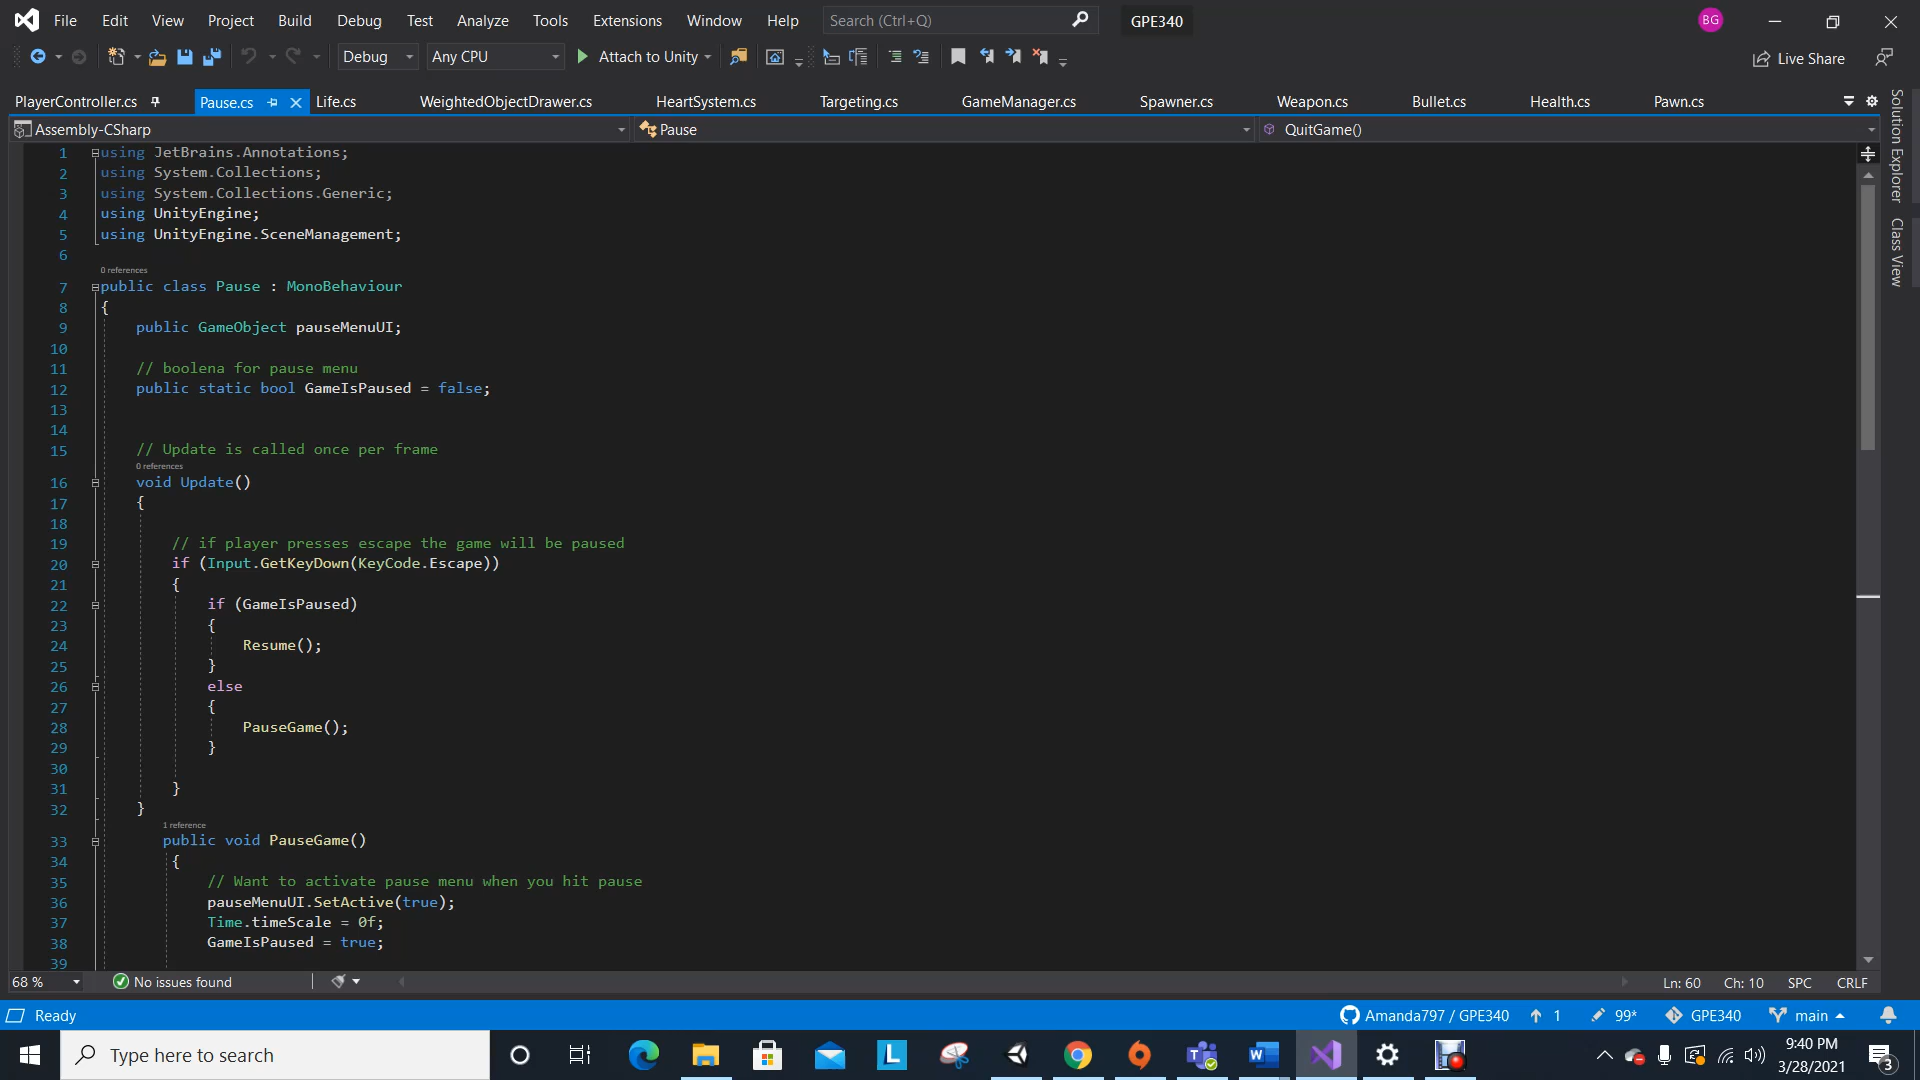 File Edit View Project Build Debug Test Analyze Tools Extensions Window Help Search (Ctrl+Q) GPE340 BG
Debug Any CPU Attach to Unity Live Share
PlayerController.cs Pause.cs Life.cs WeightedObjectDrawer.cs HeartSystem.cs Targeting.cs GameManager.cs Spawner.cs Weapon.cs Bullet.cs Health.cs Pawn.cs
Assembly-CSharp Pause QuitGame()
Solution Explorer
Class View
1 using JetBrains.Annotations;
2 using System.Collections;
3 using System.Collections.Generic;
4 using UnityEngine;
5 using UnityEngine.SceneManagement;
6
0 references
7 public class Pause : MonoBehaviour
8 {
9 public GameObject pauseMenuUI;
10
11 // boolena for pause menu
12 public static bool GameIsPaused = false;
13
14
15 // Update is called once per frame
0 references
16 void Update()
17 {
18
19 // if player presses escape the game will be paused
20 if (Input.GetKeyDown(KeyCode.Escape))
21 {
22 if (GameIsPaused)
23 {
24 Resume();
25 }
26 else
27 {
28 PauseGame();
29 }
30
31 }
32 }
1 reference
33 public void PauseGame()
34 {
35 // Want to activate pause menu when you hit pause
36 pauseMenuUI.SetActive(true);
37 Time.timeScale = 0f;
38 GameIsPaused = true;
39
68 % No issues found Ln: 60 Ch: 10 SPC CRLF
Ready Amanda797 / GPE340 1 99* GPE340 main
Type here to search L 9:40 PM
3/28/2021 3